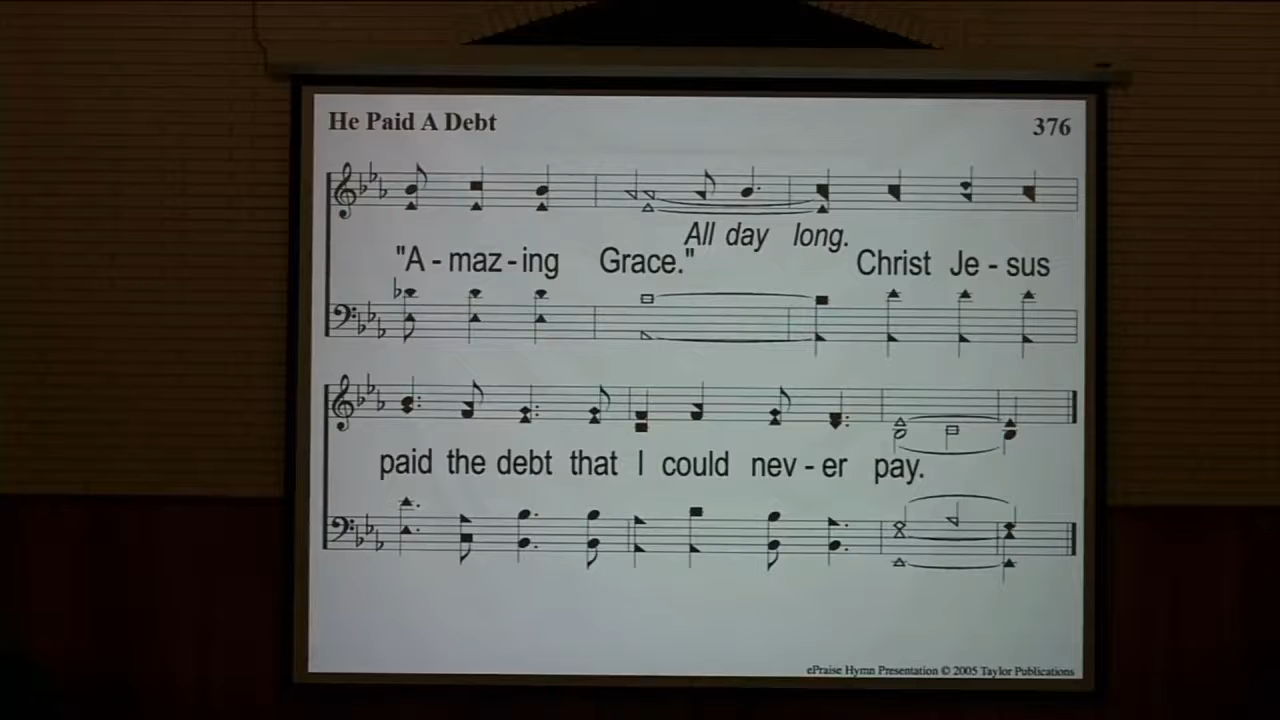 He Paid A Debt
376
All day long.
"A - maz - ing Grace." Christ Je - sus
paid the debt that I could nev - er pay.
ePraise Hymn Presentation © 2005 Taylor Publications